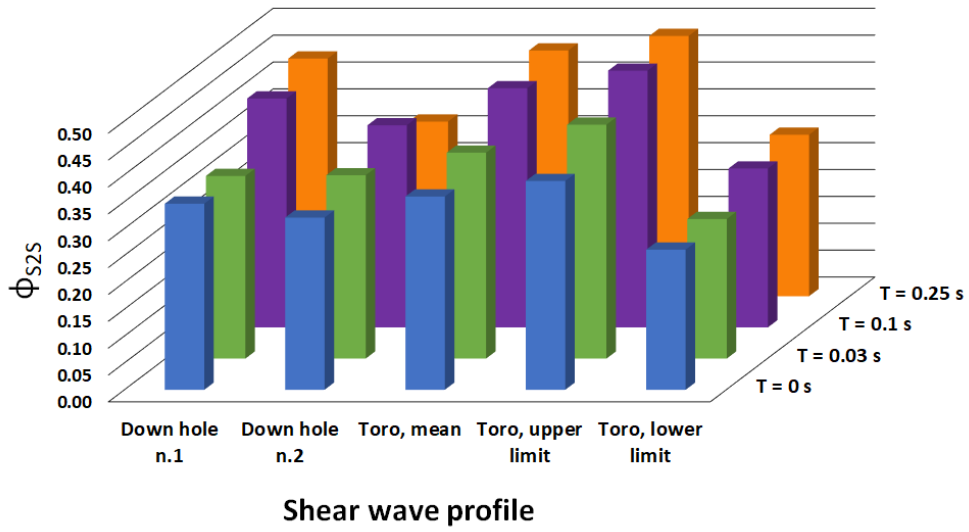 0.50
0.45
0.40
0.35
0.30
0.25
0.20
0.15
0.10
0.05
0.00
ϕS2S
T = 0.25 s
T = 0.1 s
T = 0.03 s
T = 0 s
Down hole
n.1
Down hole
n.2
Toro, mean
Toro, upper
limit
Toro, lower
limit
Shear wave profile